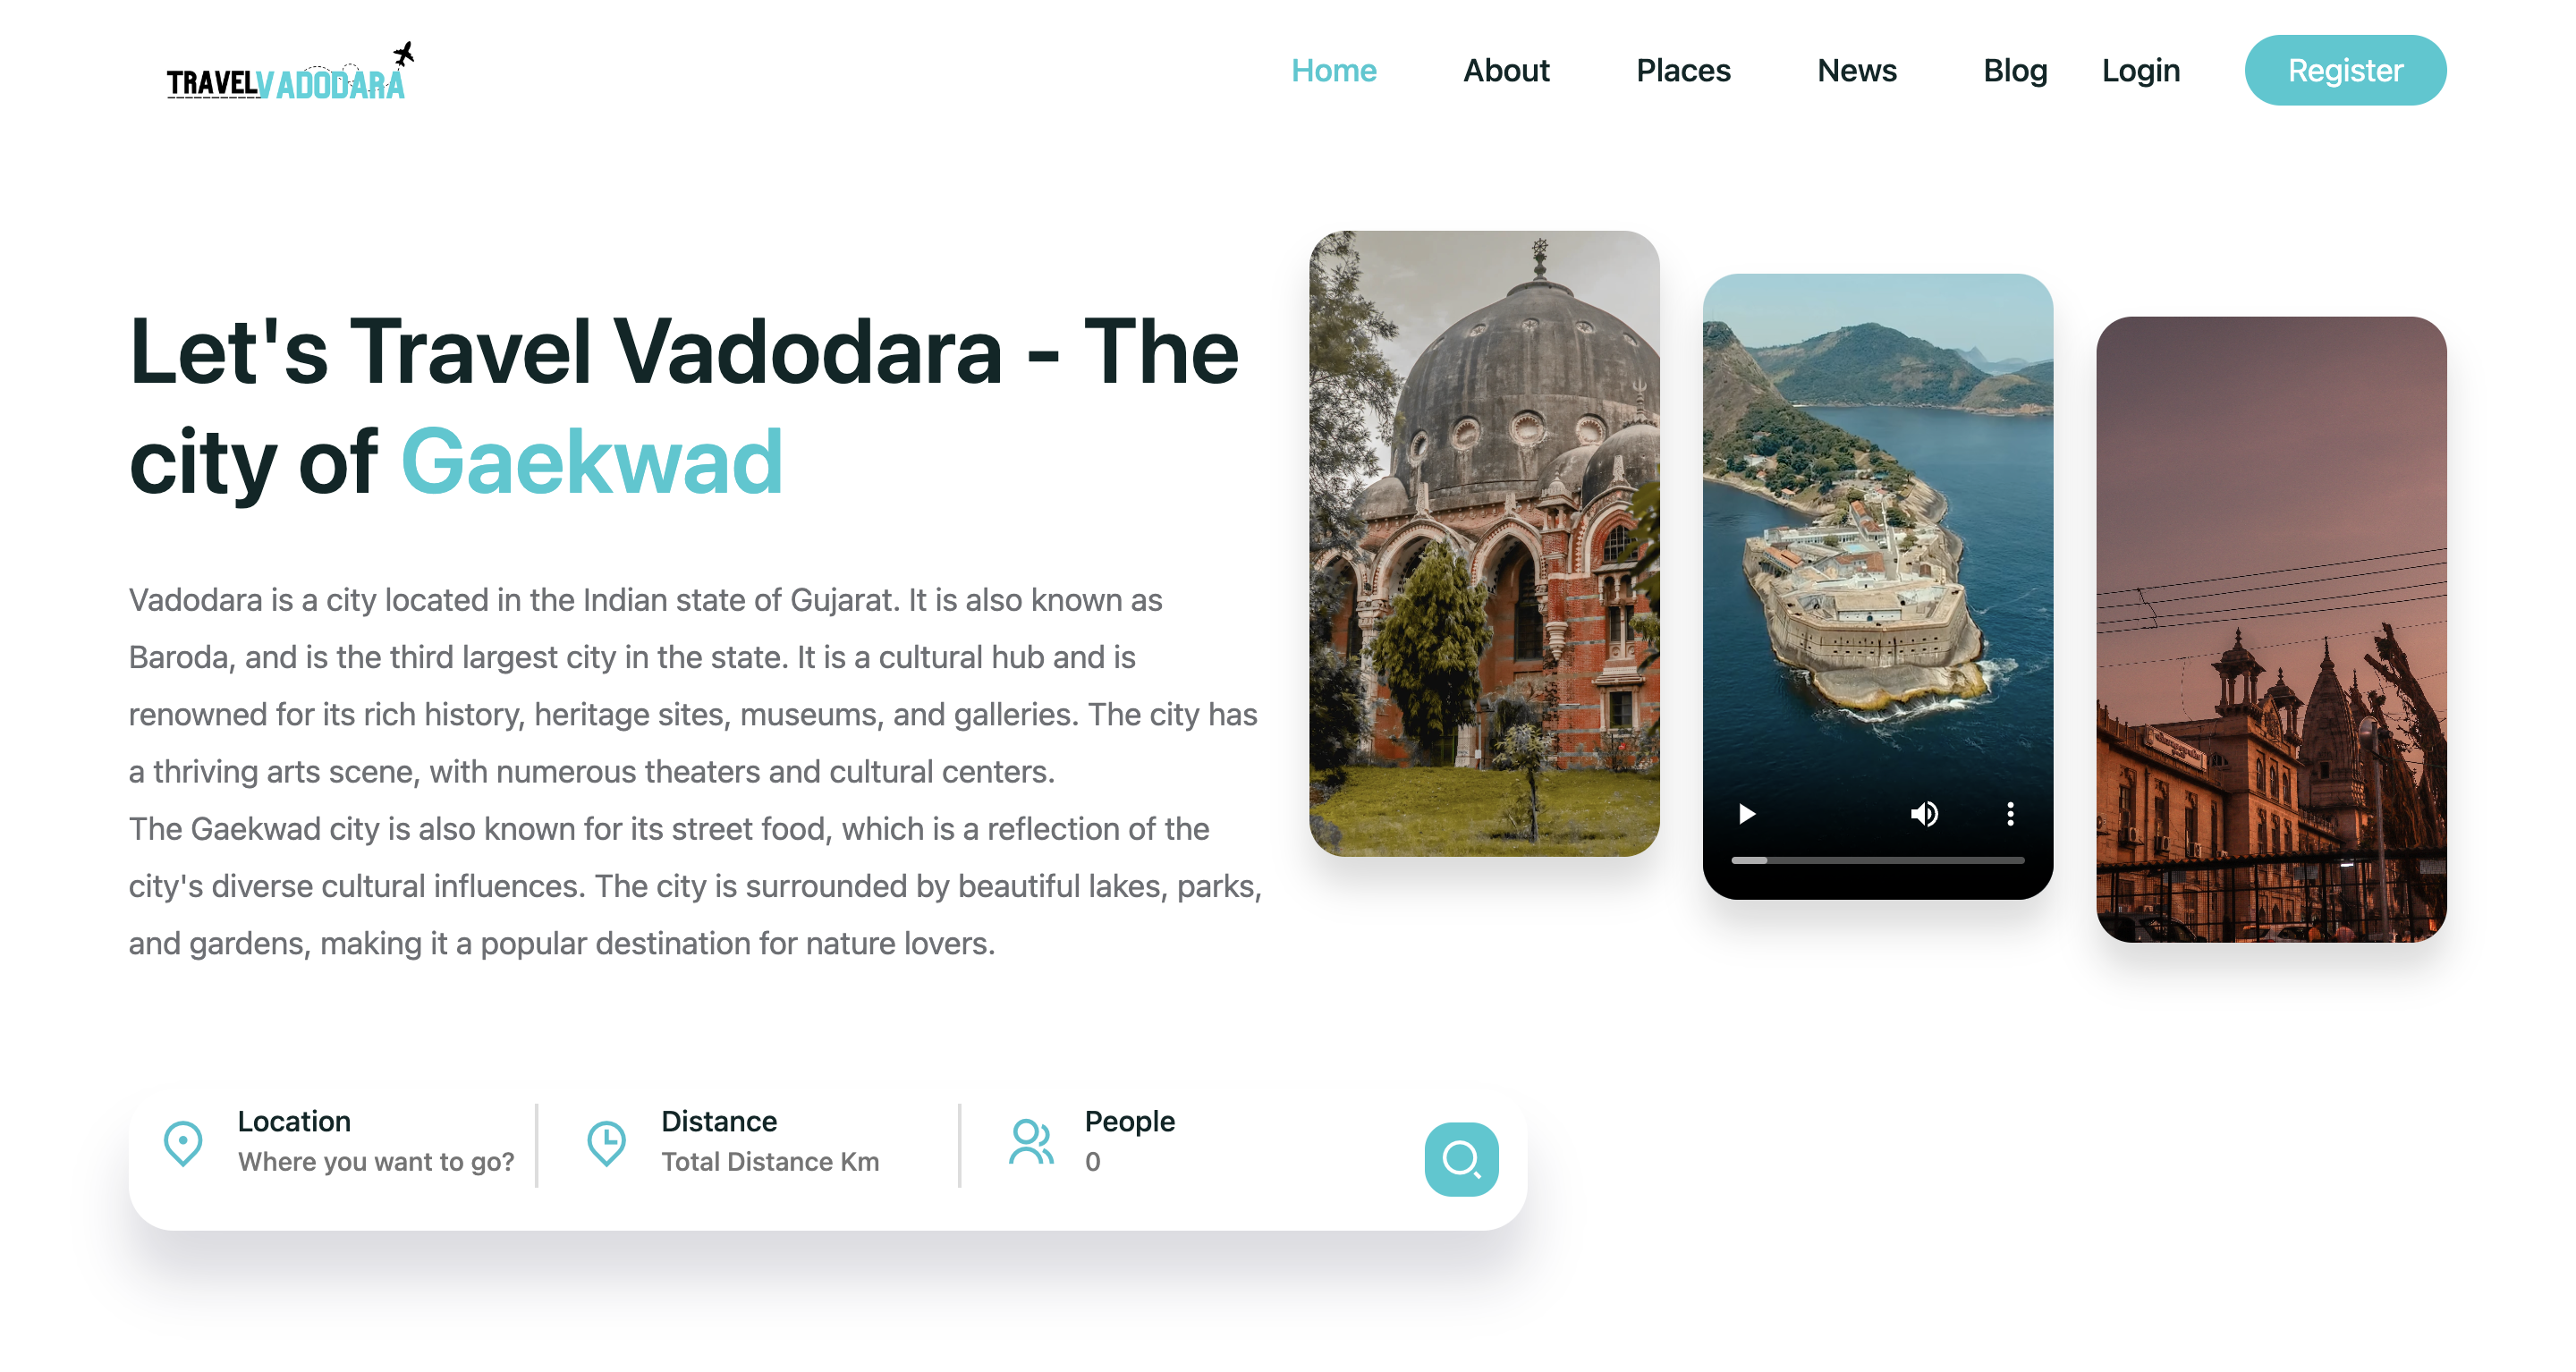 TRAVELVADODARA
Home About Places News Blog Login Register
Let's Travel Vadodara - The
city of Gaekwad
Vadodara is a city located in the Indian state of Gujarat. It is also known as
Baroda, and is the third largest city in the state. It is a cultural hub and is
renowned for its rich history, heritage sites, museums, and galleries. The city has
a thriving arts scene, with numerous theaters and cultural centers.
The Gaekwad city is also known for its street food, which is a reflection of the
city's diverse cultural influences. The city is surrounded by beautiful lakes, parks,
and gardens, making it a popular destination for nature lovers.
Location
Where you want to go?
Distance
Total Distance Km
People
0